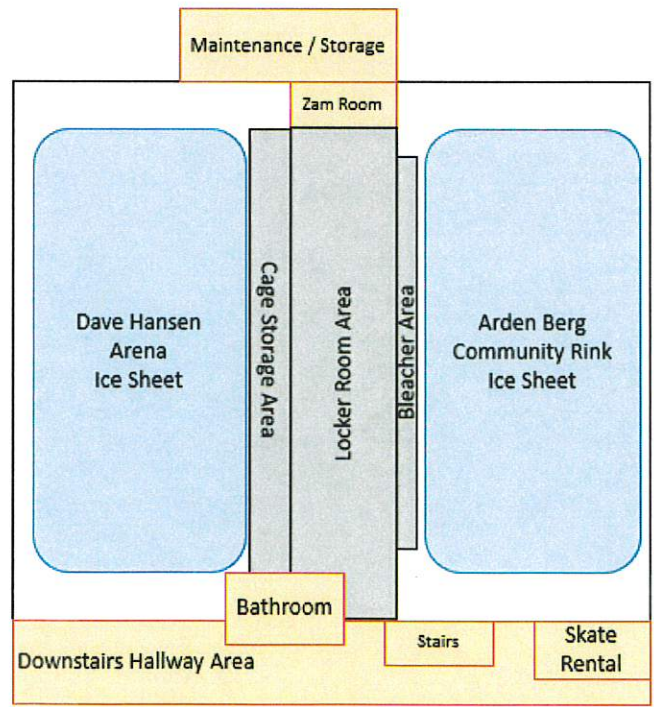 Maintenance / Storage
Zam Room
Dave Hansen
Arena
Ice Sheet
Cage Storage Area
Locker Room Area
Bleacher Area
Arden Berg
Community Rink
Ice Sheet
Bathroom
Downstairs Hallway Area
Stairs
Skate
Rental